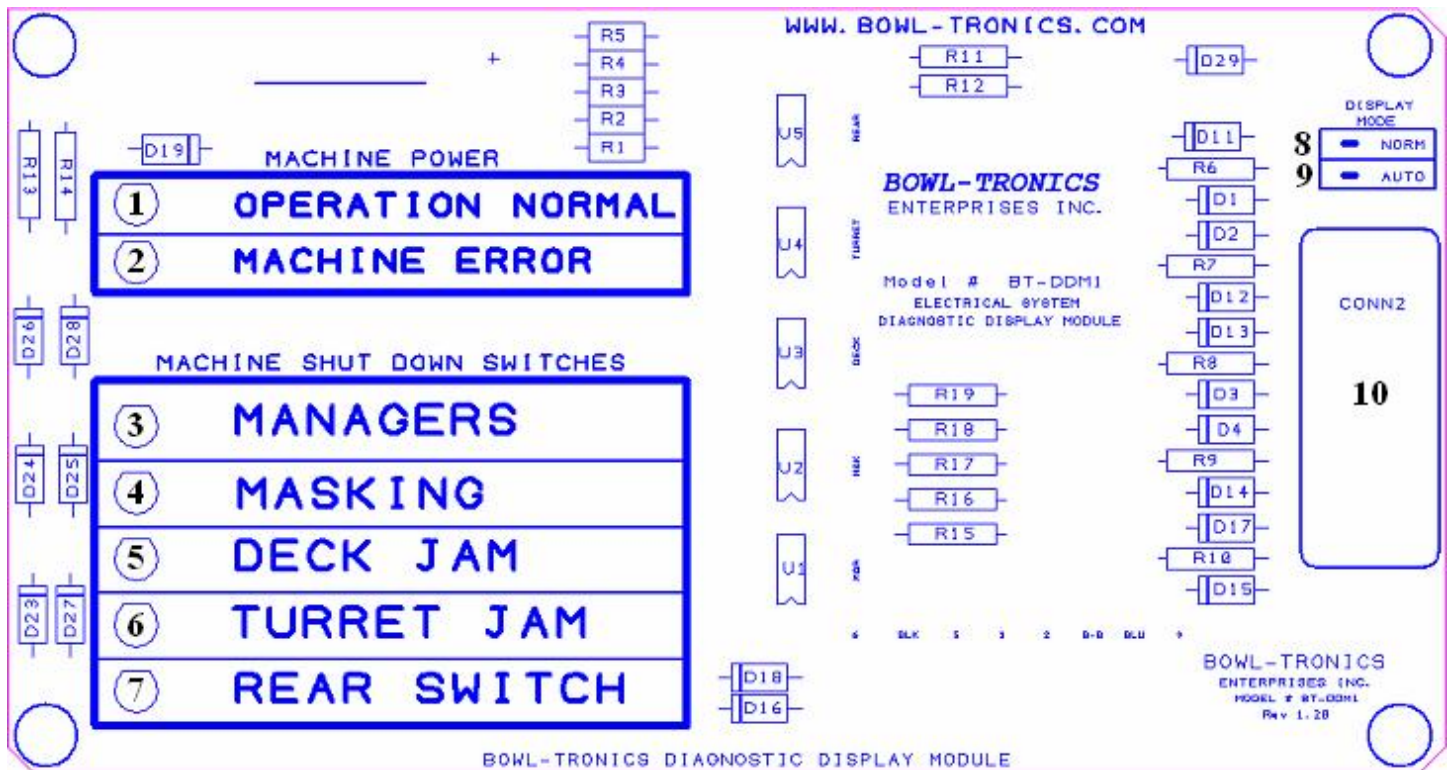 WWW.BOWL-TRONICS.COM
R5
R4
R3
R2
R1
+
R11
R12
D29
DISPLAY
MODE
8 NORM
9 AUTO
R13
R14
D19
MACHINE POWER
1 OPERATION NORMAL
2 MACHINE ERROR
U5
REAR
U4
TURRET
U3
DECK
U2
U1
BOWL-TRONICS
ENTERPRISES INC.
Model # BT-DDM1
ELECTRICAL SYSTEM
DIAGNOSTIC DISPLAY MODULE
D11
R6
D1
D2
R7
D12
D13
R8
D3
D4
R9
D14
D17
R10
D15
CONN2
10
D26
D28
D24
D25
D23
D27
MACHINE SHUT DOWN SWITCHES
3 MANAGERS
4 MASKING
5 DECK JAM
6 TURRET JAM
7 REAR SWITCH
R19
R18
R17
R16
R15
6 BLK 5 3 2 B-B BLU 9
D18
D16
BOWL-TRONICS
ENTERPRISES INC.
MODEL # BT-DDM1
Rev 1.20
BOWL-TRONICS DIAGNOSTIC DISPLAY MODULE